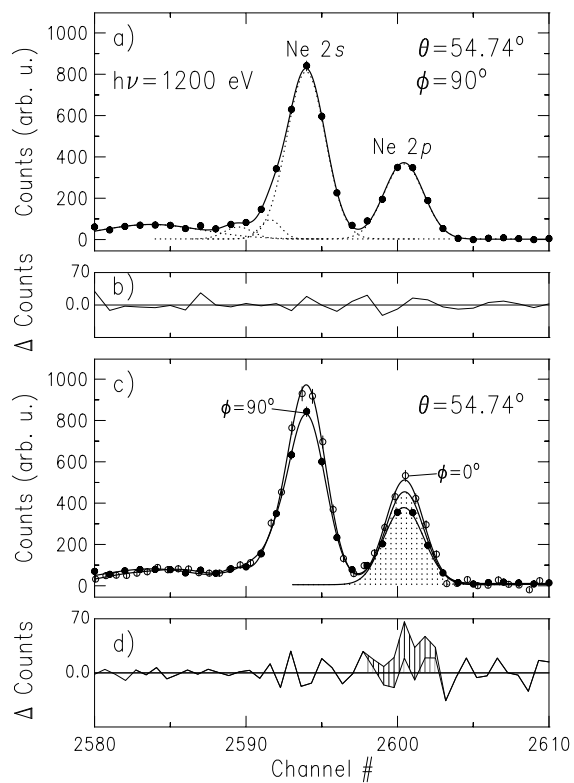 a)
Ne 2s
θ=54.74°
hν=1200 eV
φ=90°
Ne 2p
Counts (arb. u.)
1000
800
600
400
200
0
b)
Δ Counts
70
0.0
c)
θ=54.74°
φ=90°
φ=0°
Counts (arb. u.)
1000
800
600
400
200
0
d)
Δ Counts
70
0.0
2580
2590
2600
2610
Channel #